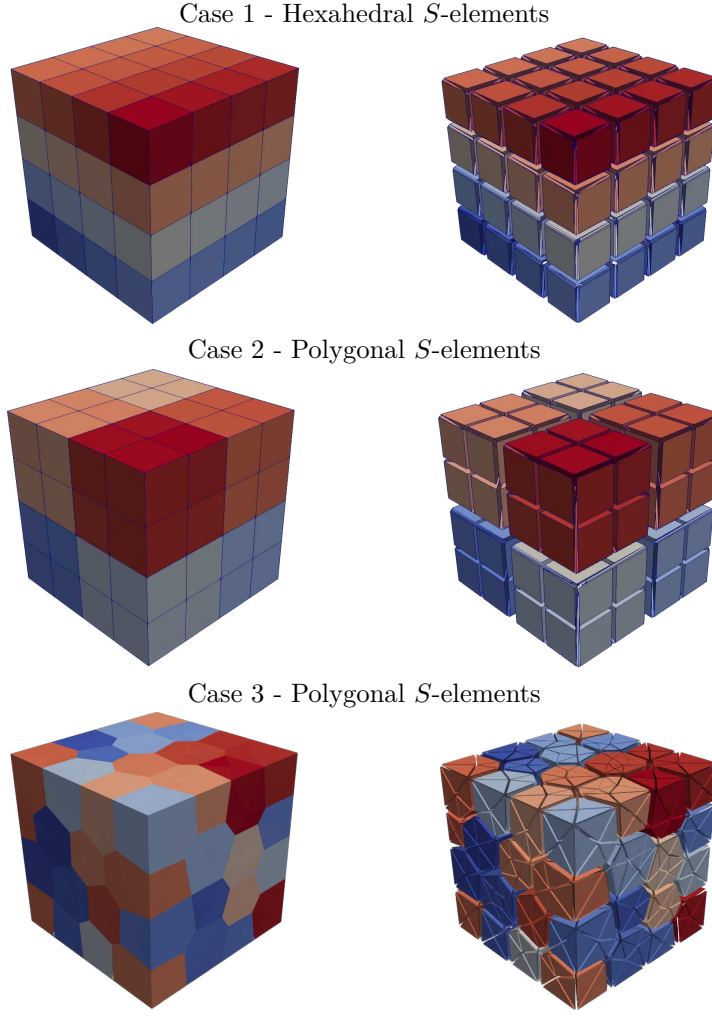 Case 1 - Hexahedral S-elements
Case 2 - Polygonal S-elements
Case 3 - Polygonal S-elements